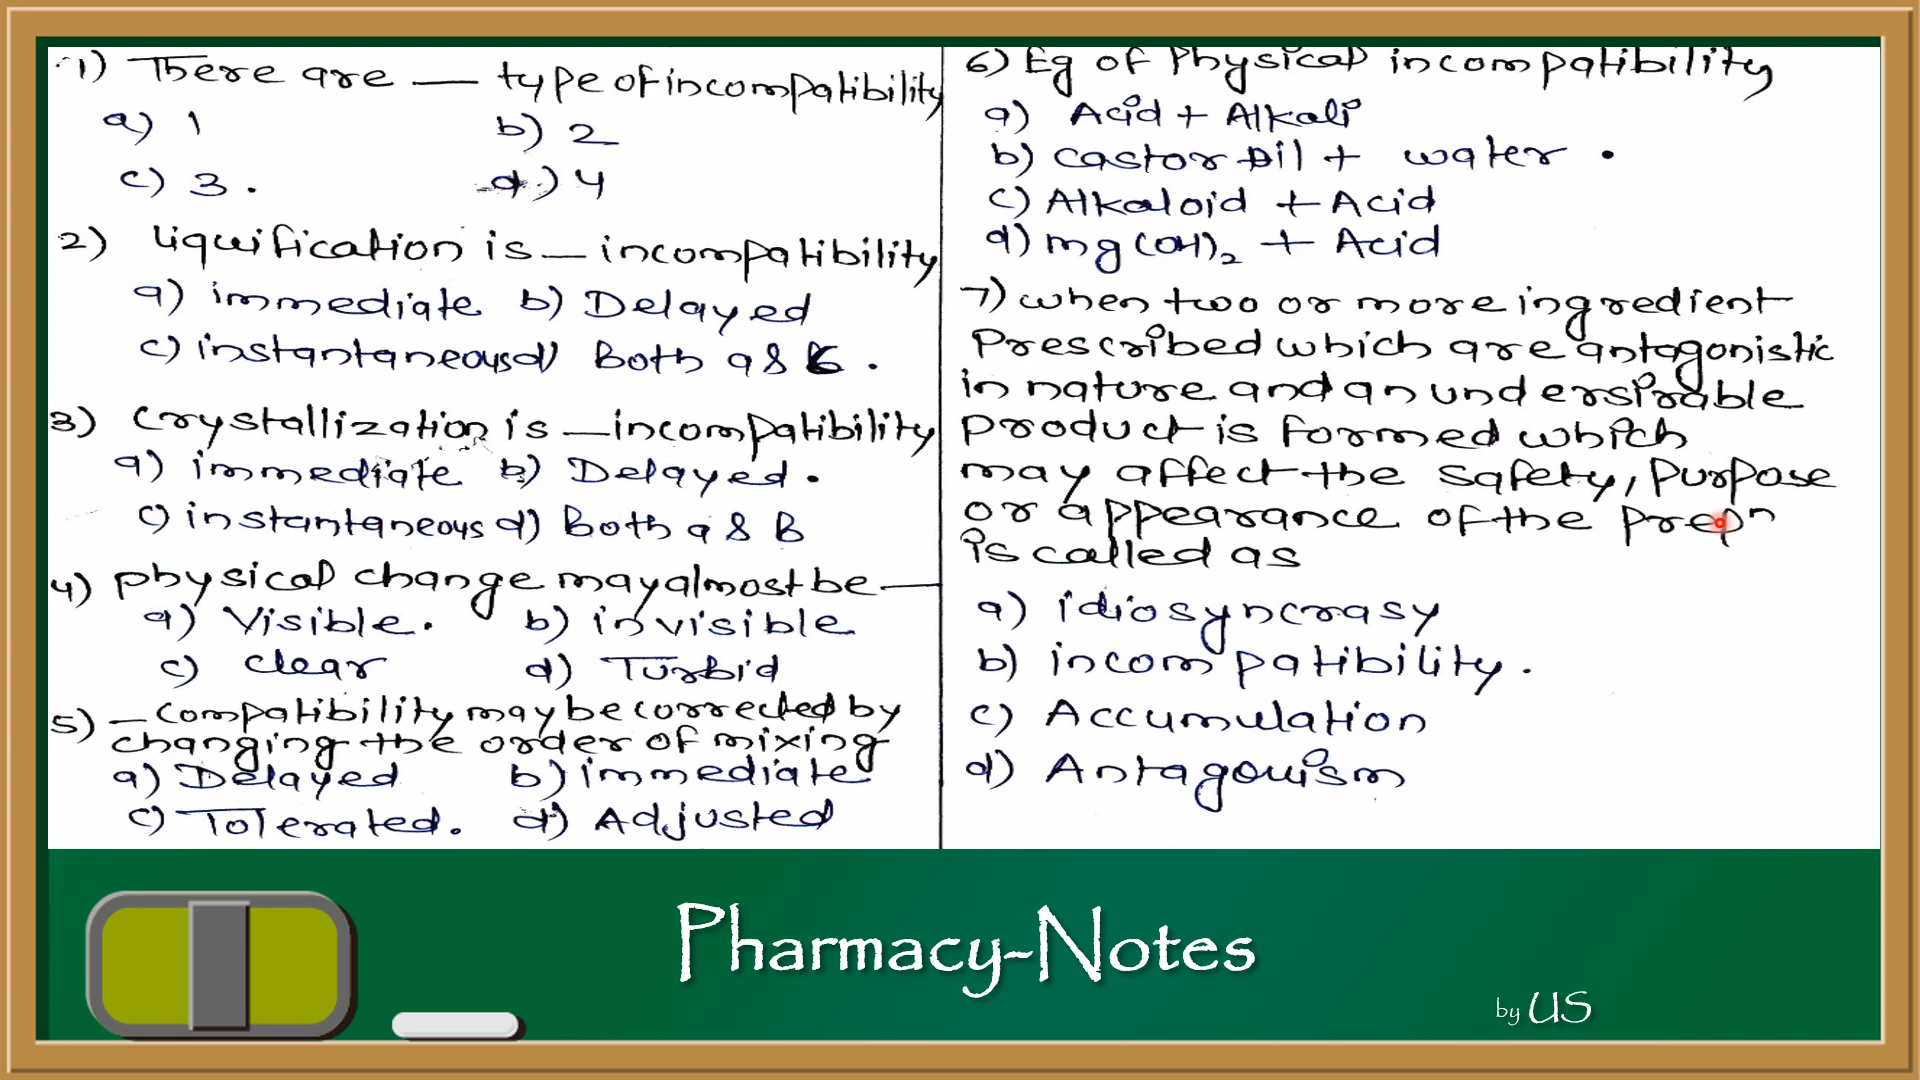 1) There are — type of incompatibility
a) 1 b) 2
c) 3 . d) 4
2) liquification is — incompatibility
a) immediate b) Delayed
c) instantaneous d) Both a & c .
3) Crystallization is — incompatibility
a) immediate b) Delayed .
c) instantaneous d) Both a & B
4) physical change may almost be —
a) Visible . b) invisible
c) clear d) Turbid
5) — compatibility may be corrected by
changing the order of mixing
a) Delayed b) immediate
c) Tolerated . d) Adjusted
6) Eg of Physical incompatibility
a) Acid + Alkali
b) castor oil + water .
c) Alkaloid + Acid
d) mg(OH)₂ + Acid
7) when two or more ingredient
Prescribed which are antagonistic
in nature and an undersirable
product is formed which
may affect the safety, purpose
or appearance of the prepn
is called as
a) idiosyncrasy
b) incompatibility .
c) Accumulation
d) Antagonism
Pharmacy-Notes
by US